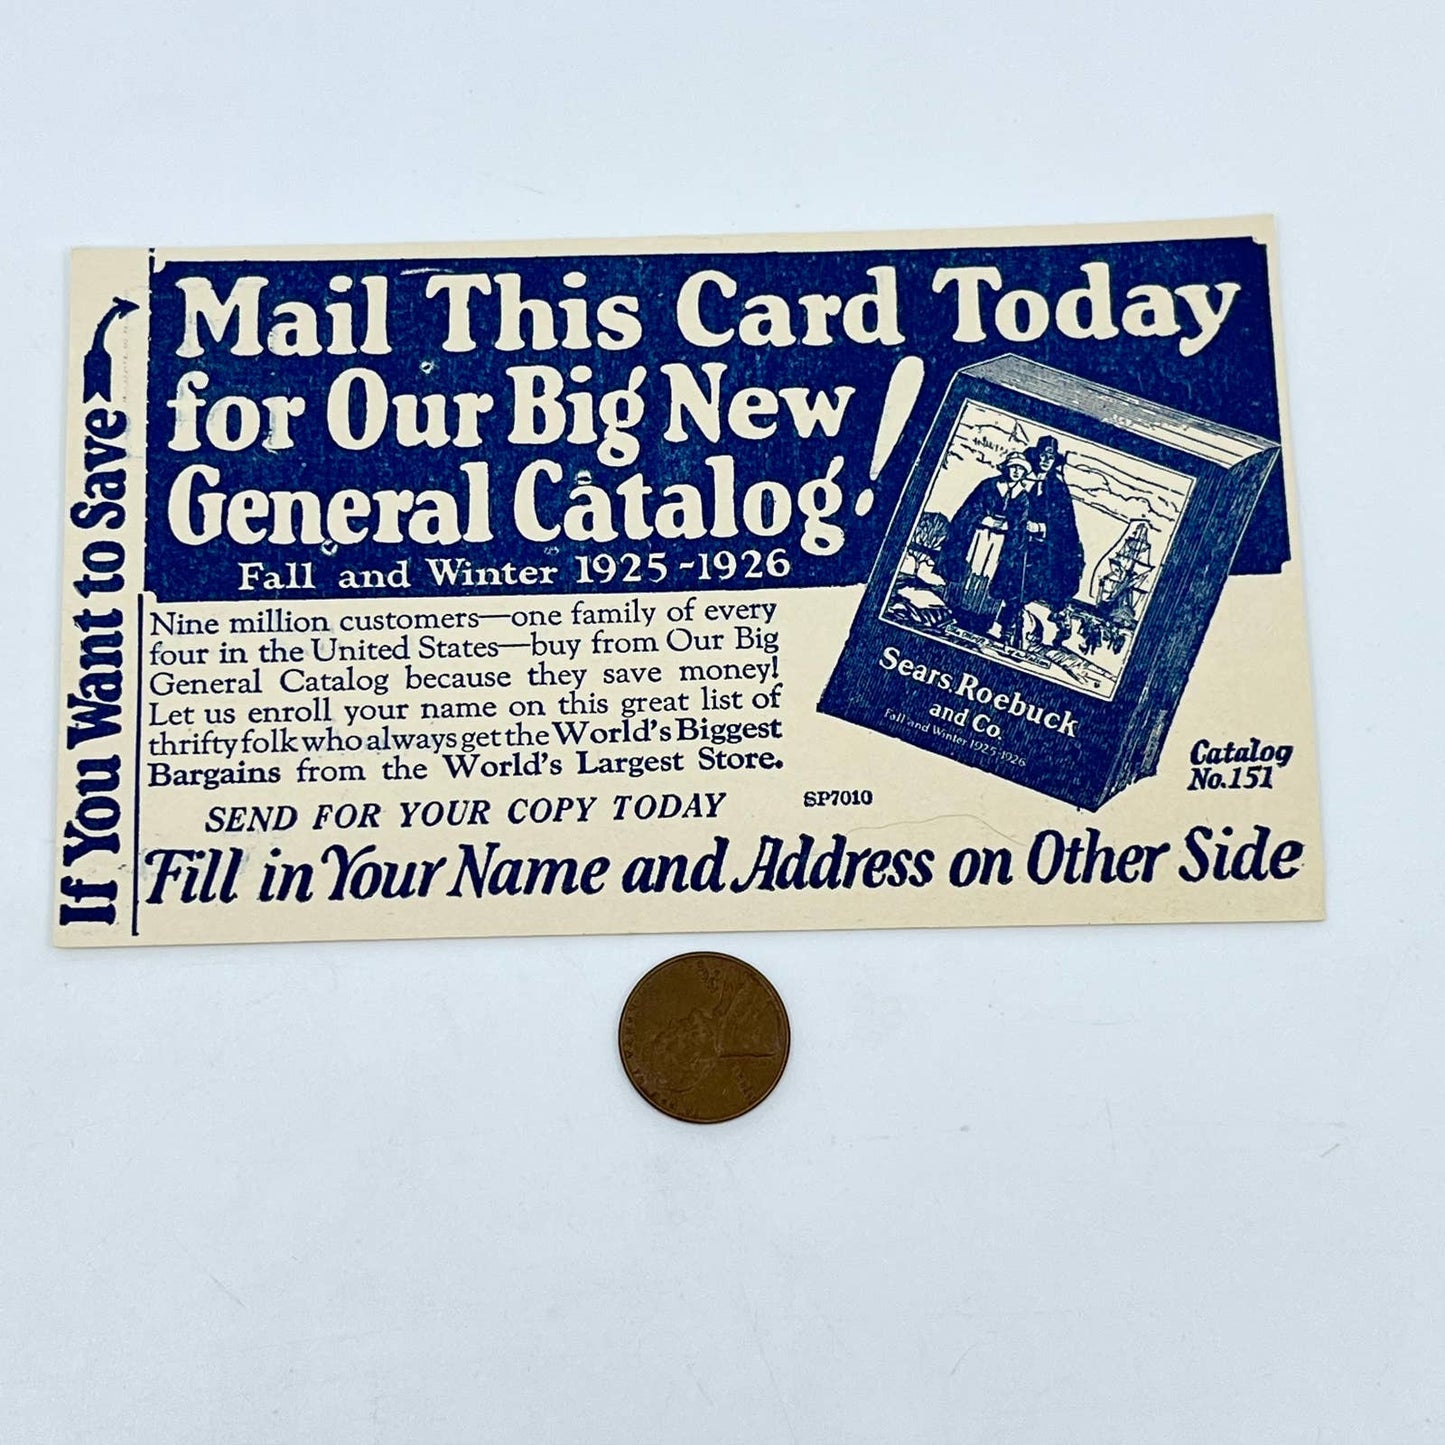 If You Want to Save
Mail This Card Today
for Our Big New
General Catalog!
Fall and Winter 1925-1926
Nine million customers—one family of every
four in the United States—buy from Our Big
General Catalog because they save money!
Let us enroll your name on this great list of
thrifty folk who always get the World's Biggest
Bargains from the World's Largest Store.
SEND FOR YOUR COPY TODAY
SP7010
Sears, Roebuck
and Co.
Fall and Winter 1925-1926
Catalog
No.151
Fill in Your Name and Address on Other Side